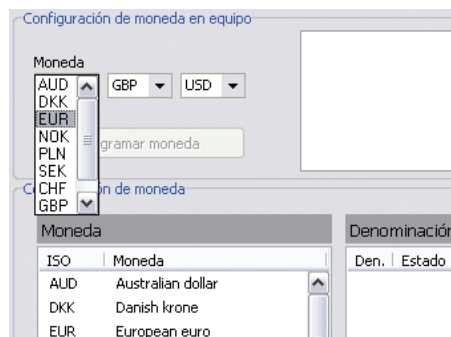 Configuración de moneda en equipo
Moneda
AUD GBP USD
DKK
EUR
NOK
PLN gramar moneda
SEK
CHF ón de moneda
GBP
Moneda Denominación
ISO Moneda Den. Estado
AUD Australian dollar
DKK Danish krone
EUR European euro